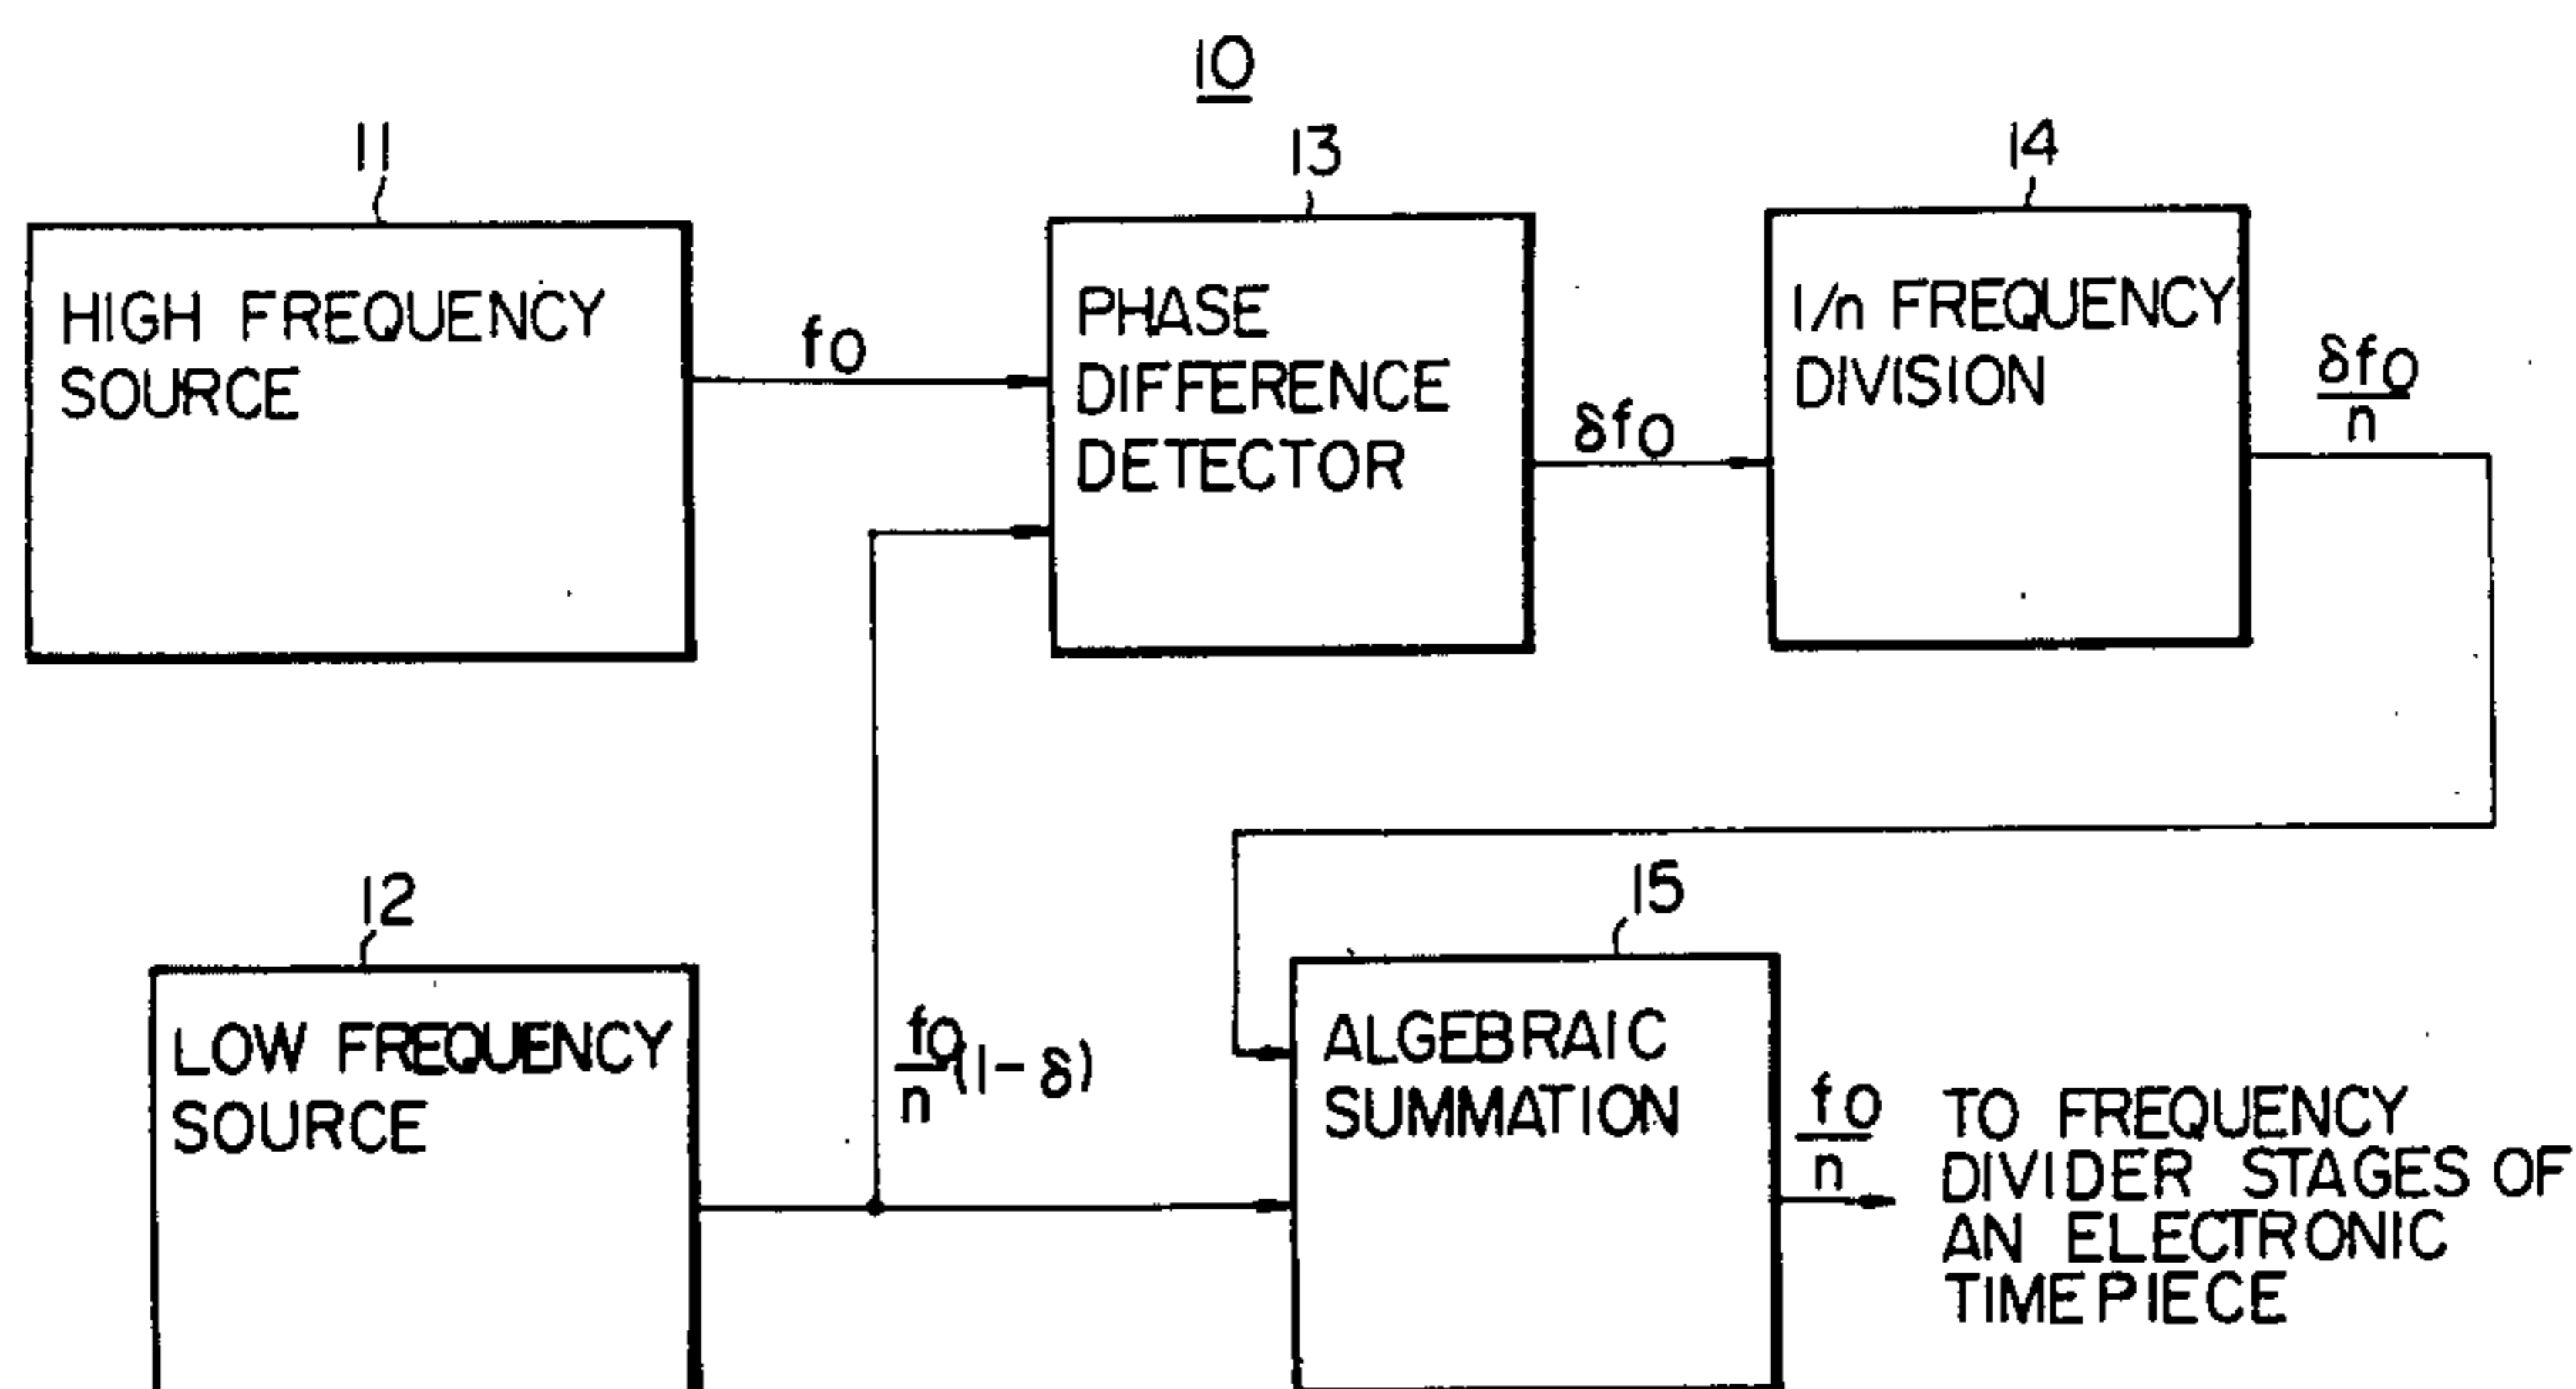 10
11
HIGH FREQUENCY
SOURCE
fo
13
PHASE
DIFFERENCE
DETECTOR
δfo
14
1/n FREQUENCY
DIVISION
δfo
n
12
LOW FREQUENCY
SOURCE
fo
n (1-δ)
15
ALGEBRAIC
SUMMATION
fo
n
TO FREQUENCY
DIVIDER STAGES OF
AN ELECTRONIC
TIMEPIECE